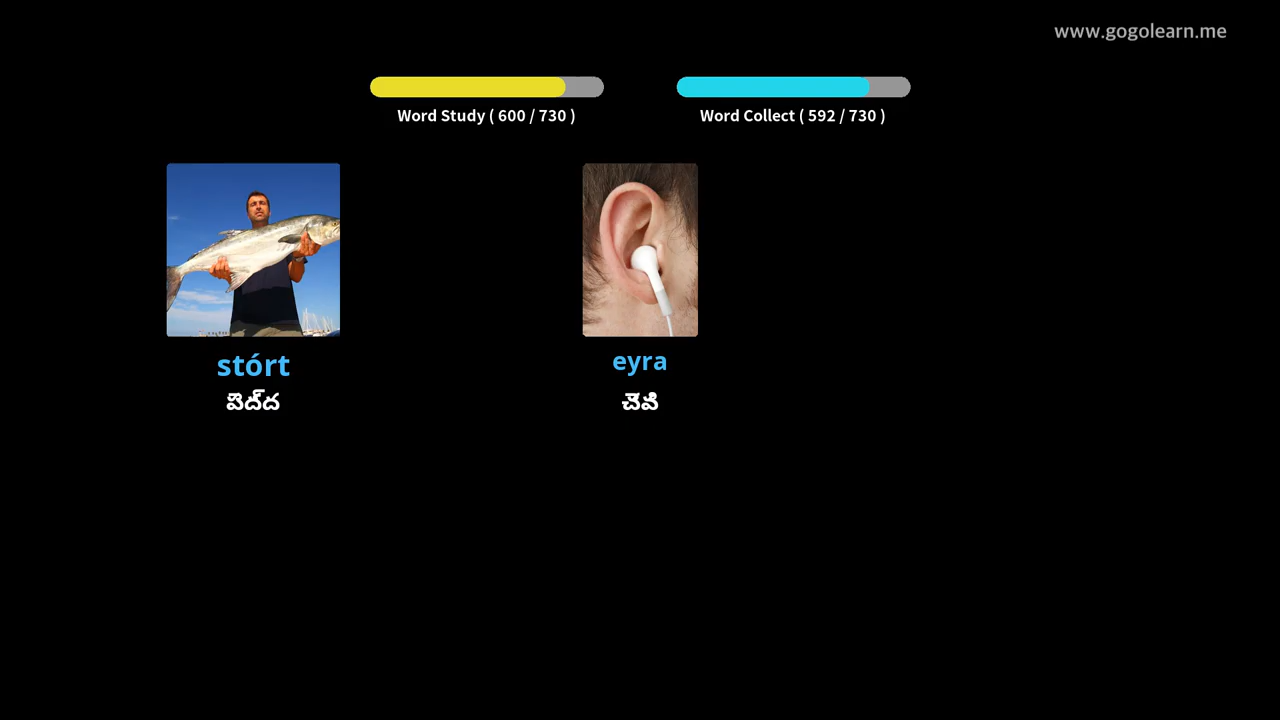 www.gogolearn.me
Word Study ( 600 / 730 )
Word Collect ( 592 / 730 )
stórt
పెద్ద
eyra
చెవి